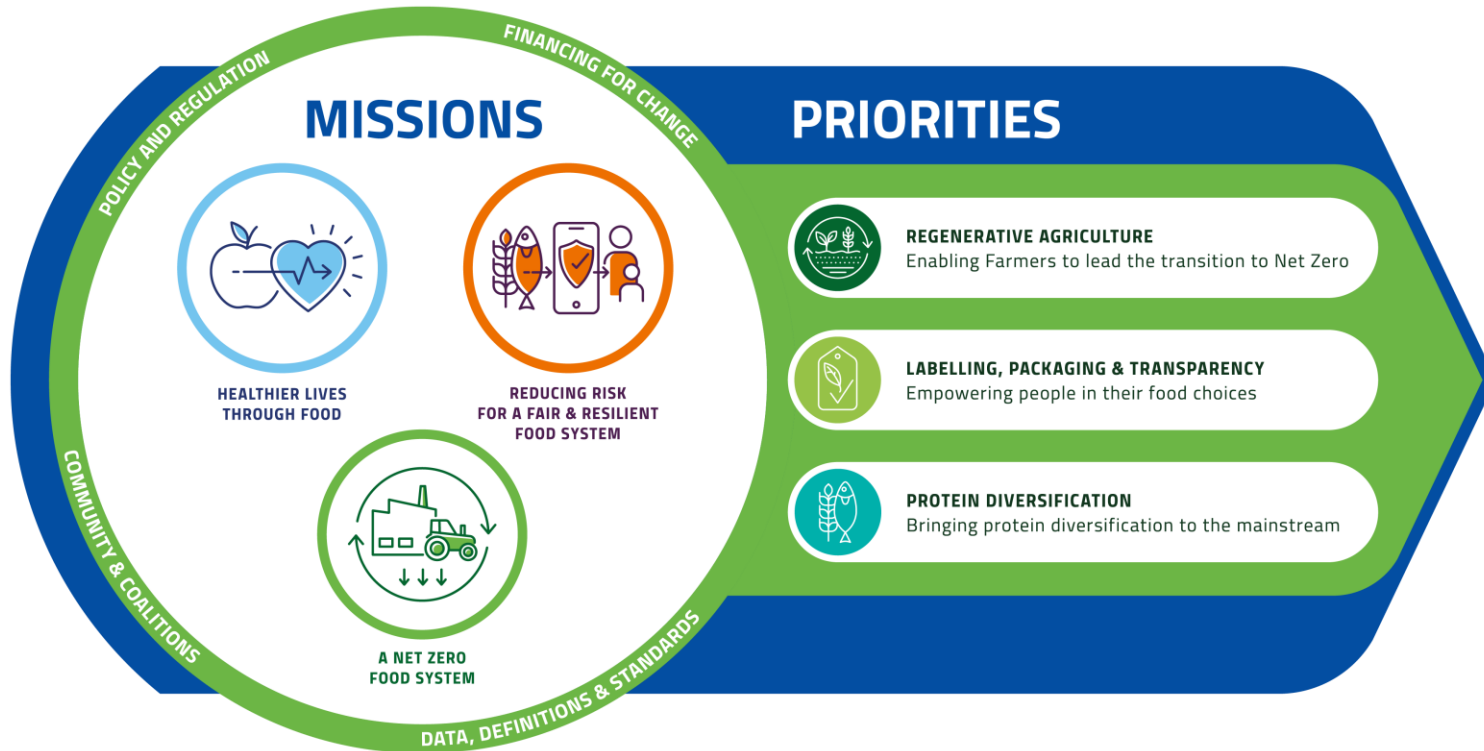 POLICY AND REGULATION
FINANCING FOR CHANGE
MISSIONS
HEALTHIER LIVES
THROUGH FOOD
REDUCING RISK
FOR A FAIR & RESILIENT
FOOD SYSTEM
A NET ZERO
FOOD SYSTEM
COMMUNITY & COALITIONS
DATA, DEFINITIONS & STANDARDS
PRIORITIES
REGENERATIVE AGRICULTURE
Enabling Farmers to lead the transition to Net Zero
LABELLING, PACKAGING & TRANSPARENCY
Empowering people in their food choices
PROTEIN DIVERSIFICATION
Bringing protein diversification to the mainstream